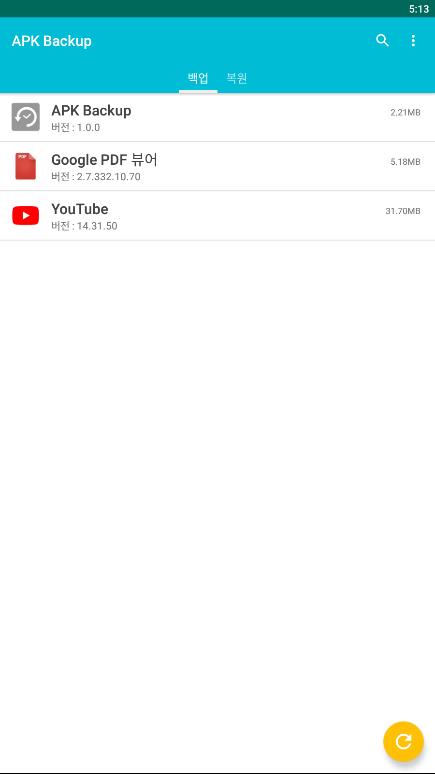 5:13
APK Backup
백업 복원
APK Backup
2.21MB
버전 : 1.0.0
PDF
Google PDF 뷰어
5.18MB
버전 : 2.7.332.10.70
YouTube
31.70MB
버전 : 14.31.50